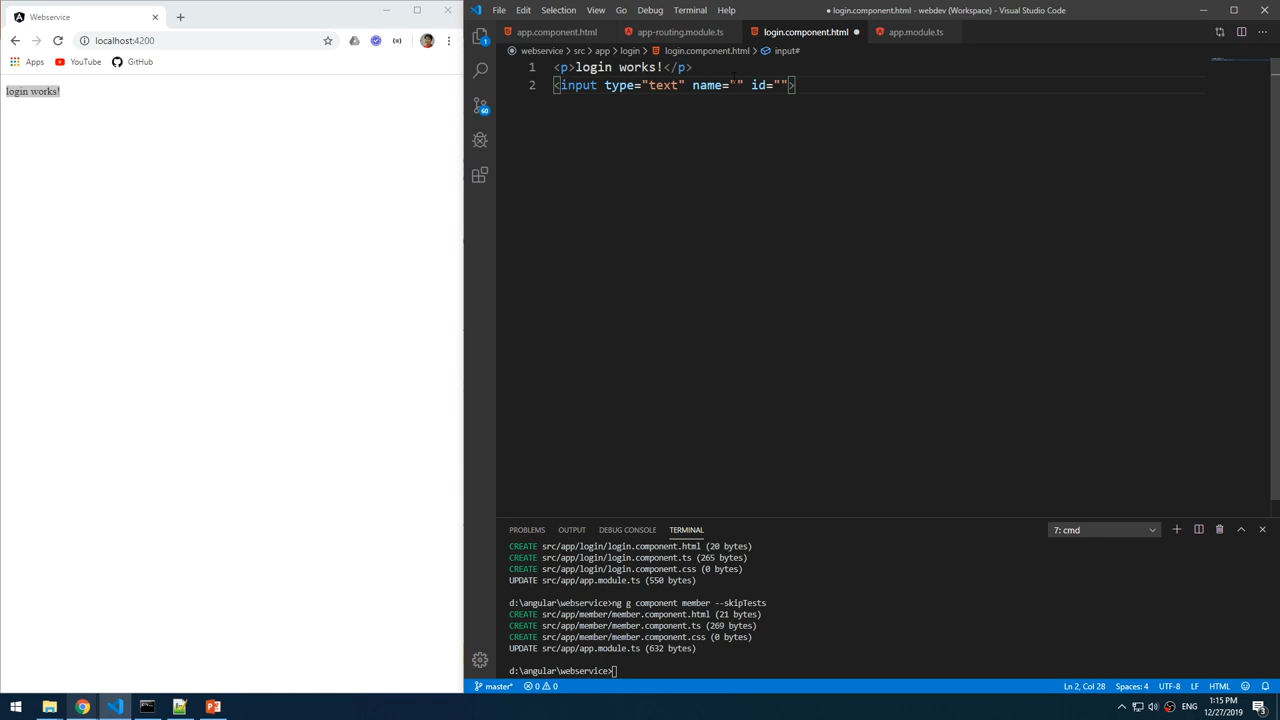 Webservice
localhost:4200
Apps YouTube GitHub
login works!
File Edit Selection View Go Debug Terminal Help
● login.component.html - webdev (Workspace) - Visual Studio Code
app.component.html app-routing.module.ts login.component.html app.module.ts
webservice > src > app > login > login.component.html > input#
1 <p>login works!</p>
2 <input type="text" name="" id="">
60
1
PROBLEMS OUTPUT DEBUG CONSOLE TERMINAL 7: cmd
CREATE src/app/login/login.component.html (20 bytes)
CREATE src/app/login/login.component.ts (265 bytes)
CREATE src/app/login/login.component.css (0 bytes)
UPDATE src/app/app.module.ts (550 bytes)
d:\angular\webservice>ng g component member --skipTests
CREATE src/app/member/member.component.html (21 bytes)
CREATE src/app/member/member.component.ts (269 bytes)
CREATE src/app/member/member.component.css (0 bytes)
UPDATE src/app/app.module.ts (632 bytes)
d:\angular\webservice>
master* 0 0 Ln 2, Col 28 Spaces: 4 UTF-8 LF HTML
ENG 1:15 PM
12/27/2019 3